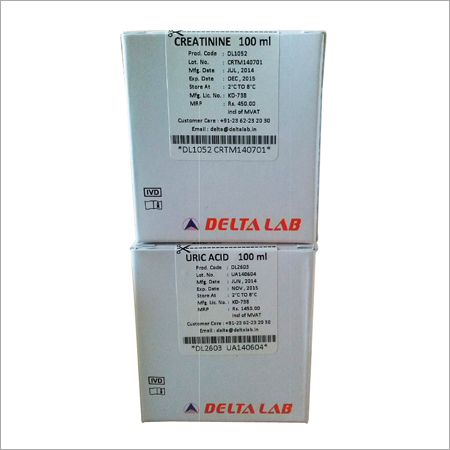 CREATININE 100 ml
Prod. Code : DL1052
Lot. No. : CRTM140701
Mfg. Date : JUL, 2014
Exp. Date : DEC, 2015
Store At : 2°C TO 8°C
Mfg. Lic. No.: KD-738
MRP : Rs. 450.00
incl of MVAT
Customer Care : +91-23 62-23 20 30
Email : delta@deltalab.in
*DL1052 CRTM140701*
IVD
DELTA LAB
URIC ACID 100 ml
Prod. Code : DL2603
Lot. No. : UA140604
Mfg. Date : JUN, 2014
Exp. Date : NOV, 2015
Store At : 2°C TO 8°C
Mfg. Lic. No.: KD-738
MRP : Rs. 1450.00
incl of MVAT
Customer Care : +91-23 62-23 20 30
Email : delta@deltalab.in
*DL2603 UA140604*
IVD
DELTA LAB